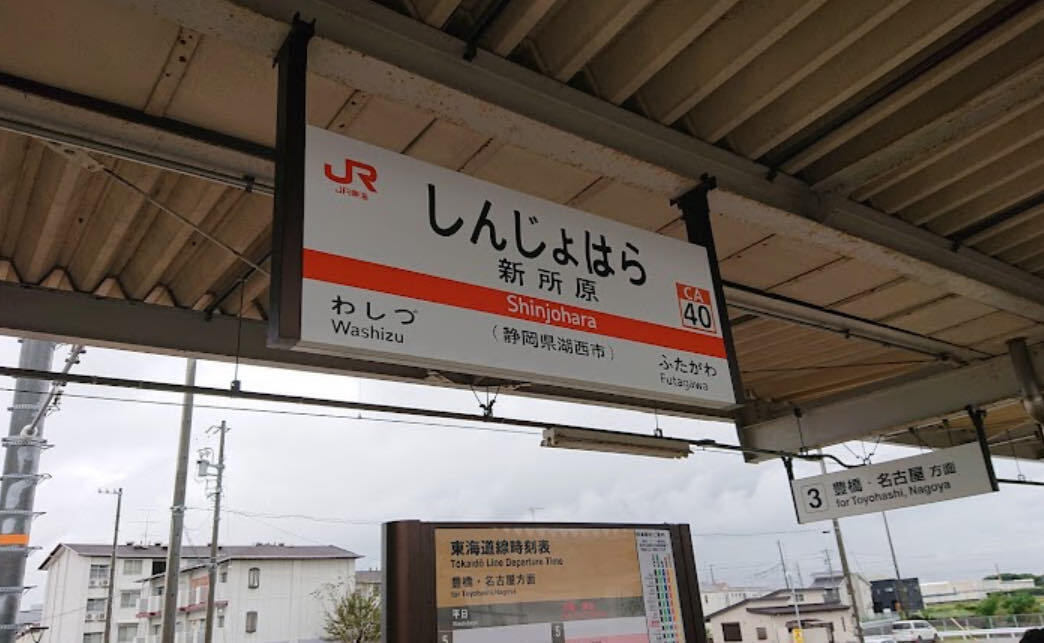 JR
JR東海
しんじょはら
新所原
Shinjohara
CA
40
わしづ
Washizu
(静岡県湖西市)
ふたがわ
Futagawa
3 豊橋・名古屋 方面
for Toyohashi, Nagoya
東海道線時刻表
Tōkaidō Line Departure Time
豊橋・名古屋方面
for Toyohashi,Nagoya
平日
5
5